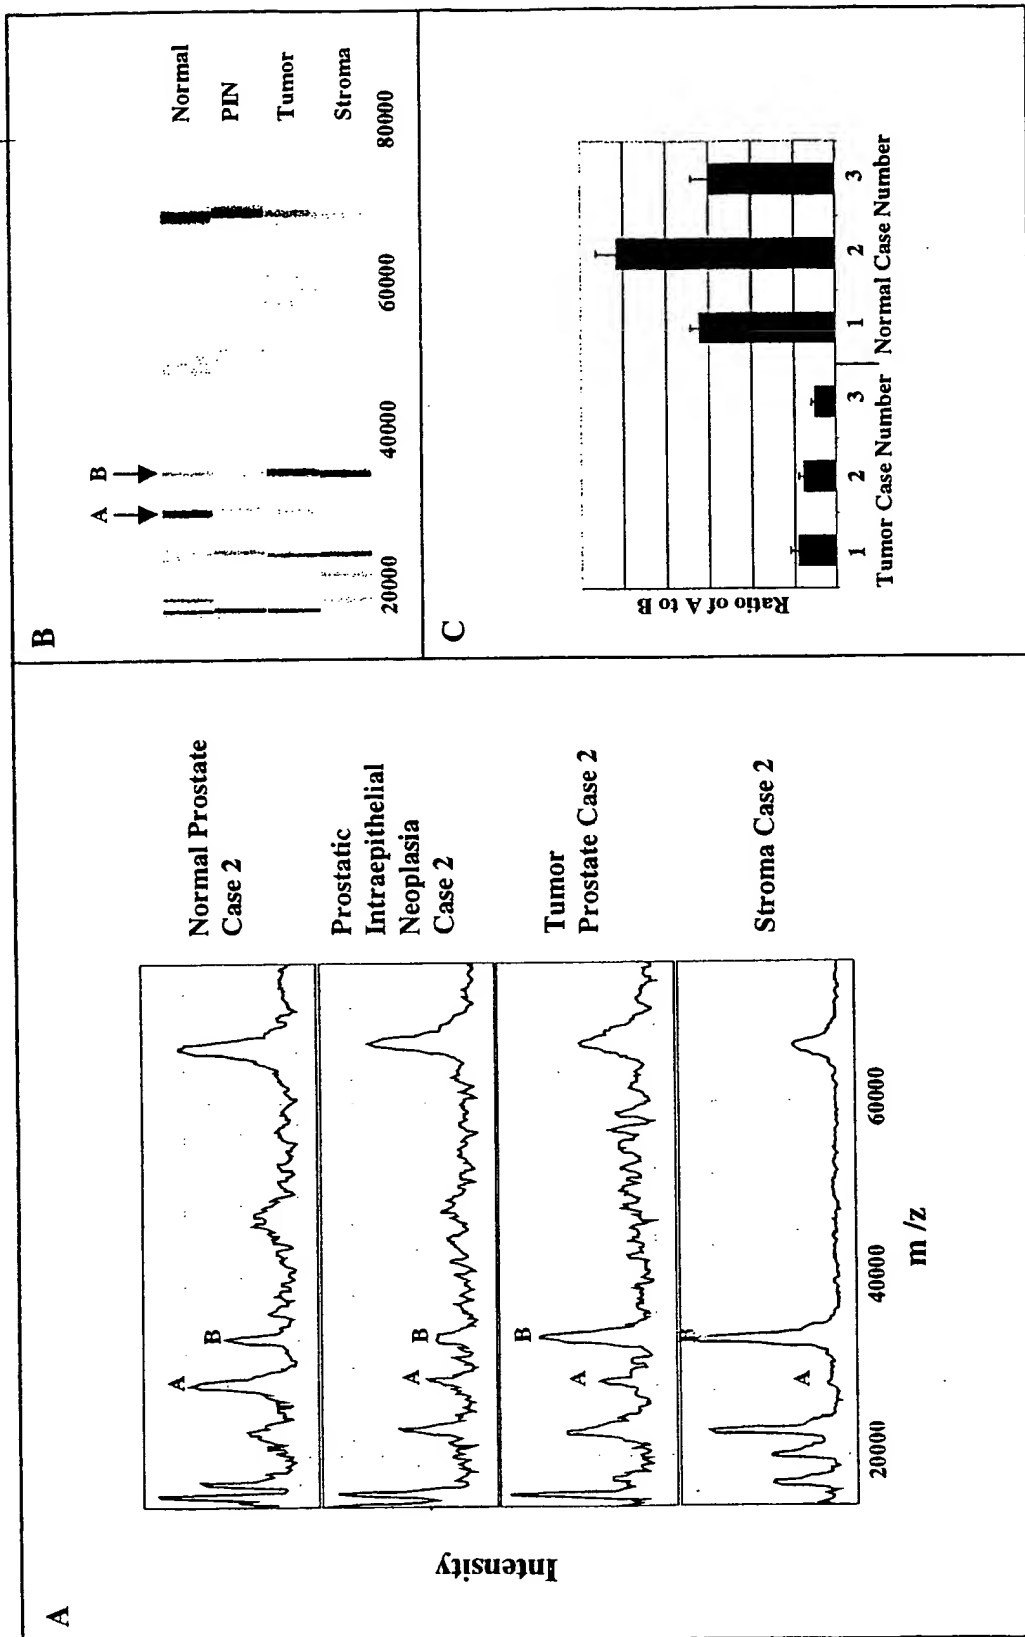 A
Intensity
Normal Prostate
Case 2
A
B
Prostatic
Intraepithelial
Neoplasia
Case 2
A
B
Tumor
Prostate Case 2
A
B
Stroma Case 2
A
20000
40000
60000
m /z
B
A
B
Normal
PIN
Tumor
Stroma
20000
40000
60000
80000
C
Ratio of A to B
1
2
3
1
2
3
Tumor Case Number
Normal Case Number